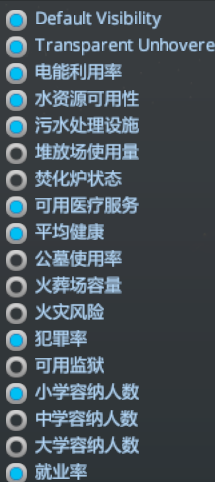 Default Visibility
Transparent Unhovere
电能利用率
水资源可用性
污水处理设施
堆放场使用量
焚化炉状态
可用医疗服务
平均健康
公墓使用率
火葬场容量
火灾风险
犯罪率
可用监狱
小学容纳人数
中学容纳人数
大学容纳人数
就业率